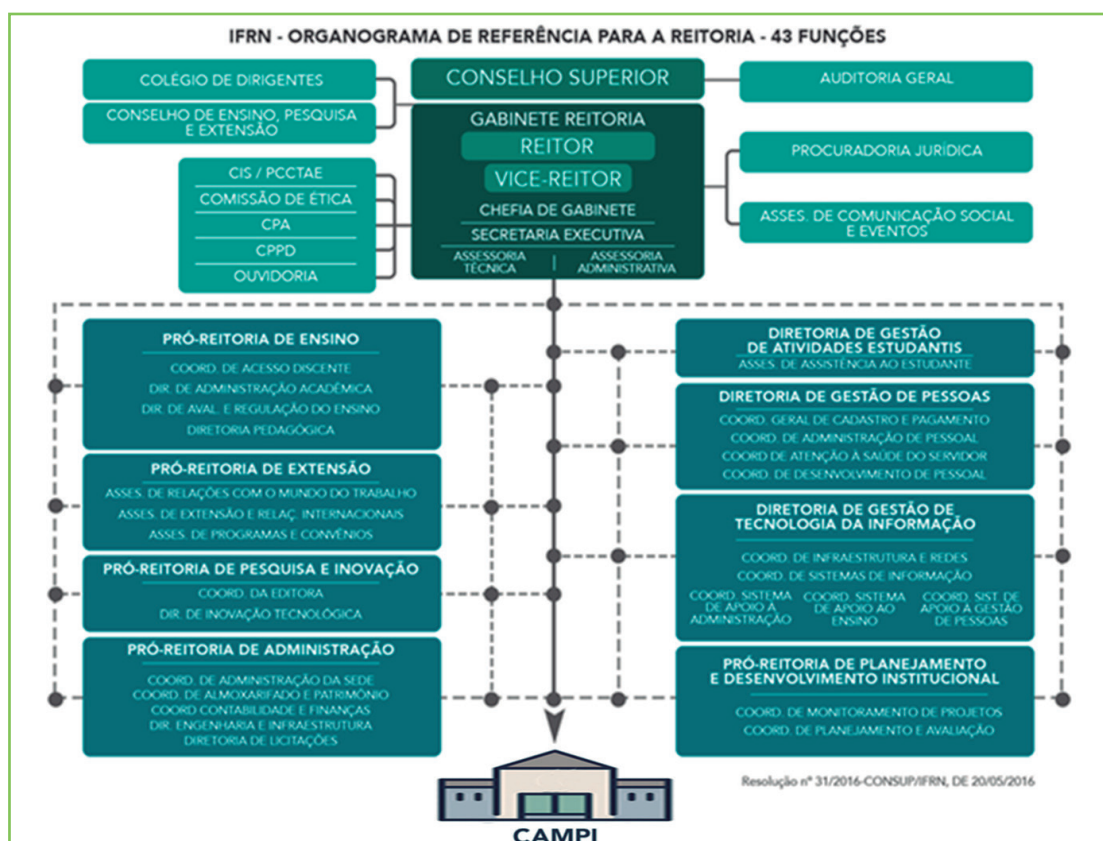 IFRN - ORGANOGRAMA DE REFERÊNCIA PARA A REITORIA - 43 FUNÇÕES
COLÉGIO DE DIRIGENTES
CONSELHO DE ENSINO, PESQUISA
E EXTENSÃO
CONSELHO SUPERIOR
AUDITORIA GERAL
GABINETE REITORIA
REITOR
VICE-REITOR
CHEFIA DE GABINETE
SECRETARIA EXECUTIVA
ASSESSORIA
TÉCNICA
ASSESSORIA
ADMINISTRATIVA
PROCURADORIA JURÍDICA
ASSES. DE COMUNICAÇÃO SOCIAL
E EVENTOS
CIS / PCCTAE
COMISSÃO DE ÉTICA
CPA
CPPD
OUVIDORIA
PRÓ-REITORIA DE ENSINO
COORD. DE ACESSO DISCENTE
DIR. DE ADMINISTRAÇÃO ACADÊMICA
DIR. DE AVAL. E REGULAÇÃO DO ENSINO
DIRETORIA PEDAGÓGICA
PRÓ-REITORIA DE EXTENSÃO
ASSES. DE RELAÇÕES COM O MUNDO DO TRABALHO
ASSES. DE EXTENSÃO E RELAÇ. INTERNACIONAIS
ASSES. DE PROGRAMAS E CONVÊNIOS
PRÓ-REITORIA DE PESQUISA E INOVAÇÃO
COORD. DA EDITORA
DIR. DE INOVAÇÃO TECNOLÓGICA
PRÓ-REITORIA DE ADMINISTRAÇÃO
COORD. DE ADMINISTRAÇÃO DA SEDE
COORD. DE ALMOXARIFADO E PATRIMÔNIO
COORD CONTABILIDADE E FINANÇAS
DIR. ENGENHARIA E INFRAESTRUTURA
DIRETORIA DE LICITAÇÕES
DIRETORIA DE GESTÃO
DE ATIVIDADES ESTUDANTIS
ASSES. DE ASSISTÊNCIA AO ESTUDANTE
DIRETORIA DE GESTÃO DE PESSOAS
COORD. GERAL DE CADASTRO E PAGAMENTO
COORD. DE ADMINISTRAÇÃO DE PESSOAL
COORD DE ATENÇÃO À SAÚDE DO SERVIDOR
COORD. DE DESENVOLVIMENTO DE PESSOAL
DIRETORIA DE GESTÃO DE
TECNOLOGIA DA INFORMAÇÃO
COORD. DE INFRAESTRUTURA E REDES
COORD. DE SISTEMAS DE INFORMAÇÃO
COORD. SISTEMA
DE APOIO À
ADMINISTRAÇÃO
COORD. SISTEMA
DE APOIO AO
ENSINO
COORD. SIST. DE
APOIO À GESTÃO
DE PESSOAS
PRÓ-REITORIA DE PLANEJAMENTO
E DESENVOLVIMENTO INSTITUCIONAL
COORD. DE MONITORAMENTO DE PROJETOS
COORD. DE PLANEJAMENTO E AVALIAÇÃO
Resolução nº 31/2016-CONSUP/IFRN, DE 20/05/2016
CAMPI